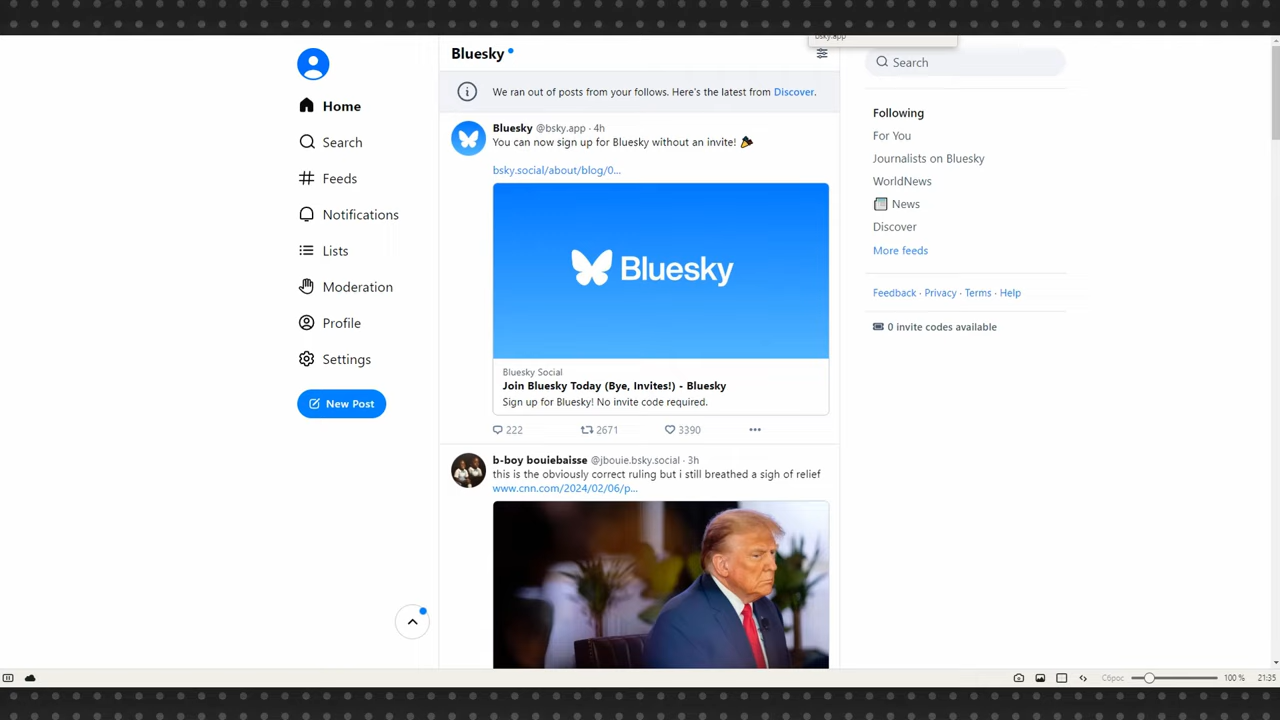 bsky.app
Bluesky
Search
We ran out of posts from your follows. Here's the latest from Discover.
Home
Search
Feeds
Notifications
Lists
Moderation
Profile
Settings
New Post
Bluesky @bsky.app · 4h
You can now sign up for Bluesky without an invite! 🎉
bsky.social/about/blog/0...
Bluesky
Bluesky Social
Join Bluesky Today (Bye, Invites!) - Bluesky
Sign up for Bluesky! No invite code required.
222 2671 3390
b-boy bouiebaisse @jbouie.bsky.social · 3h
this is the obviously correct ruling but i still breathed a sigh of relief
www.cnn.com/2024/02/06/p...
Following
For You
Journalists on Bluesky
WorldNews
News
Discover
More feeds
Feedback · Privacy · Terms · Help
0 invite codes available
Сброс 100 % 21:35